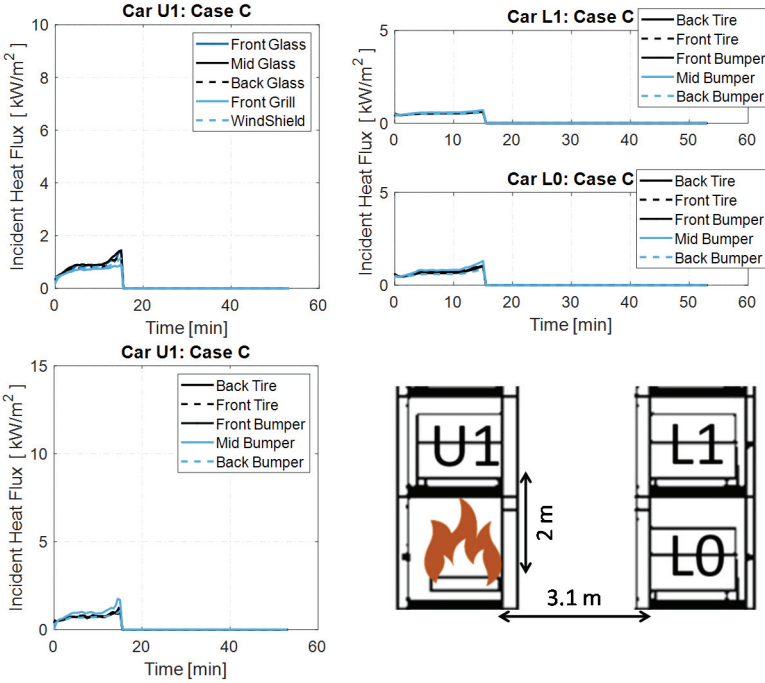 Car U1: Case C
Incident Heat Flux [ kW/m²]
10
8
6
4
2
0
0
20
40
60
Time [min]
Front Glass
Mid Glass
Back Glass
Front Grill
WindShield
Car L1: Case C
5
0
0
10
20
30
40
50
60
Back Tire
Front Tire
Front Bumper
Mid Bumper
Back Bumper
Incident Heat Flux [ kW/m²]
Car L0: Case C
5
0
0
10
20
30
40
50
60
Time [min]
Back Tire
Front Tire
Front Bumper
Mid Bumper
Back Bumper
Car U1: Case C
Incident Heat Flux [ kW/m²]
15
10
5
0
0
20
40
60
Time [min]
Back Tire
Front Tire
Front Bumper
Mid Bumper
Back Bumper
U1
L1
2 m
L0
3.1 m